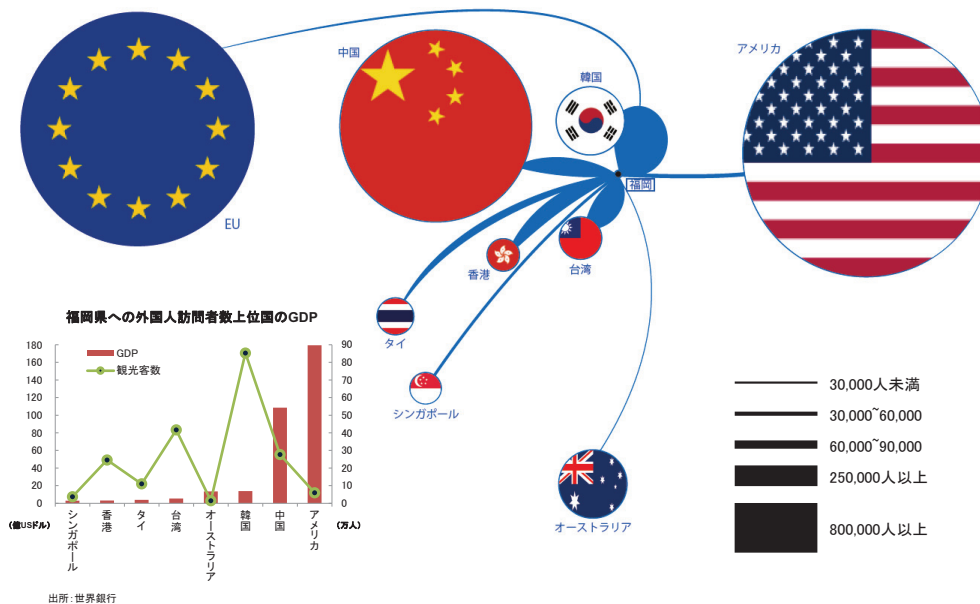 中国
アメリカ
韓国
福岡
EU
香港
台湾
タイ
シンガポール
オーストラリア
福岡県への外国人訪問者数上位国のGDP
GDP
観光客数
180
160
140
120
100
80
60
40
20
0
90
80
70
60
50
40
30
20
10
0
(億USドル)
シンガポール
香港
タイ
台湾
オーストラリア
韓国
中国
アメリカ
(万人)
出所:世界銀行
30,000人未満
30,000~60,000
60,000~90,000
250,000人以上
800,000人以上